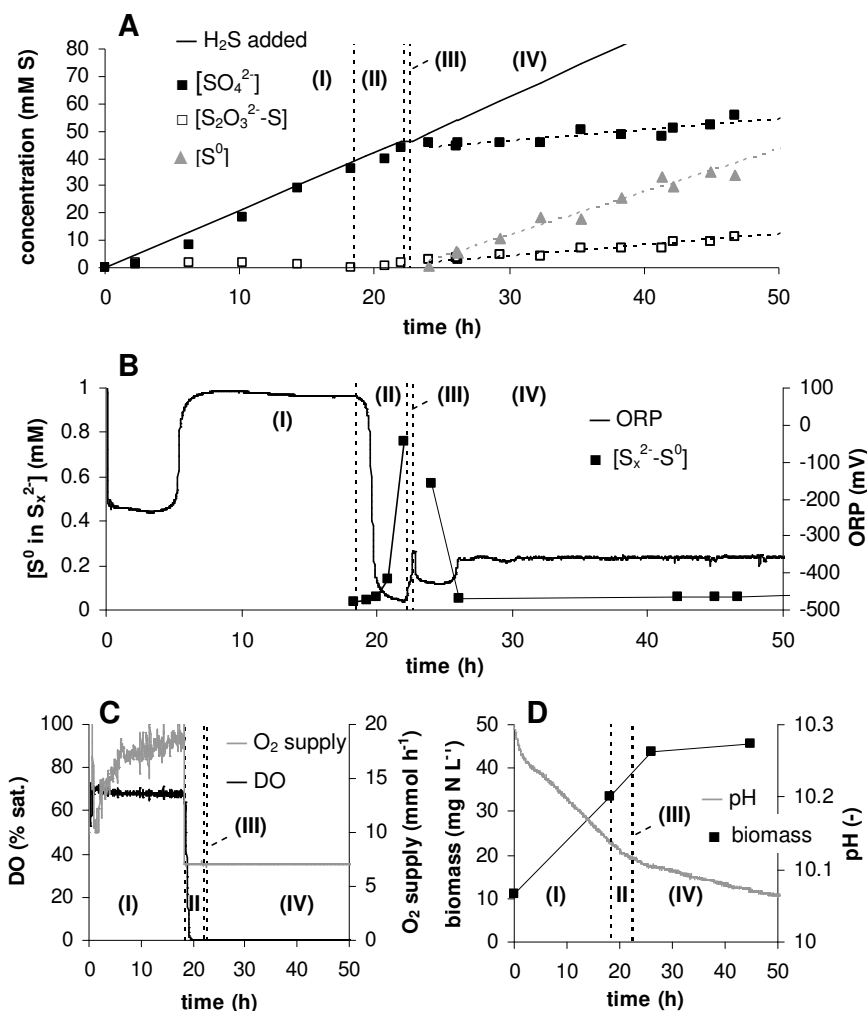 A
H₂S added
[SO₄²⁻]
[S₂O₃²⁻-S]
[S⁰]
(I)
(II)
(III)
(IV)
concentration (mM S)
80
70
60
50
40
30
20
10
0
0 10 20 30 40 50
time (h)
B
[S⁰ in Sₓ²⁻] (mM)
1
0.8
0.6
0.4
0.2
0
(I)
(II)
(III)
(IV)
ORP
[Sₓ²⁻-S⁰]
100
50
0
-50
-100
-150
-200
-250
-300
-350
-400
-450
-500
ORP (mV)
0 10 20 30 40 50
time (h)
C
DO (% sat.)
100
80
60
40
20
0
O₂ supply
DO
(I)
II
(III)
(IV)
20
15
10
5
0
O₂ supply (mmol h⁻¹)
0 10 20 30 40 50
time (h)
D
biomass (mg N L⁻¹)
50
40
30
20
10
0
pH
biomass
(I)
II
(III)
(IV)
10.3
10.2
10.1
10
pH (-)
0 10 20 30 40 50
time (h)